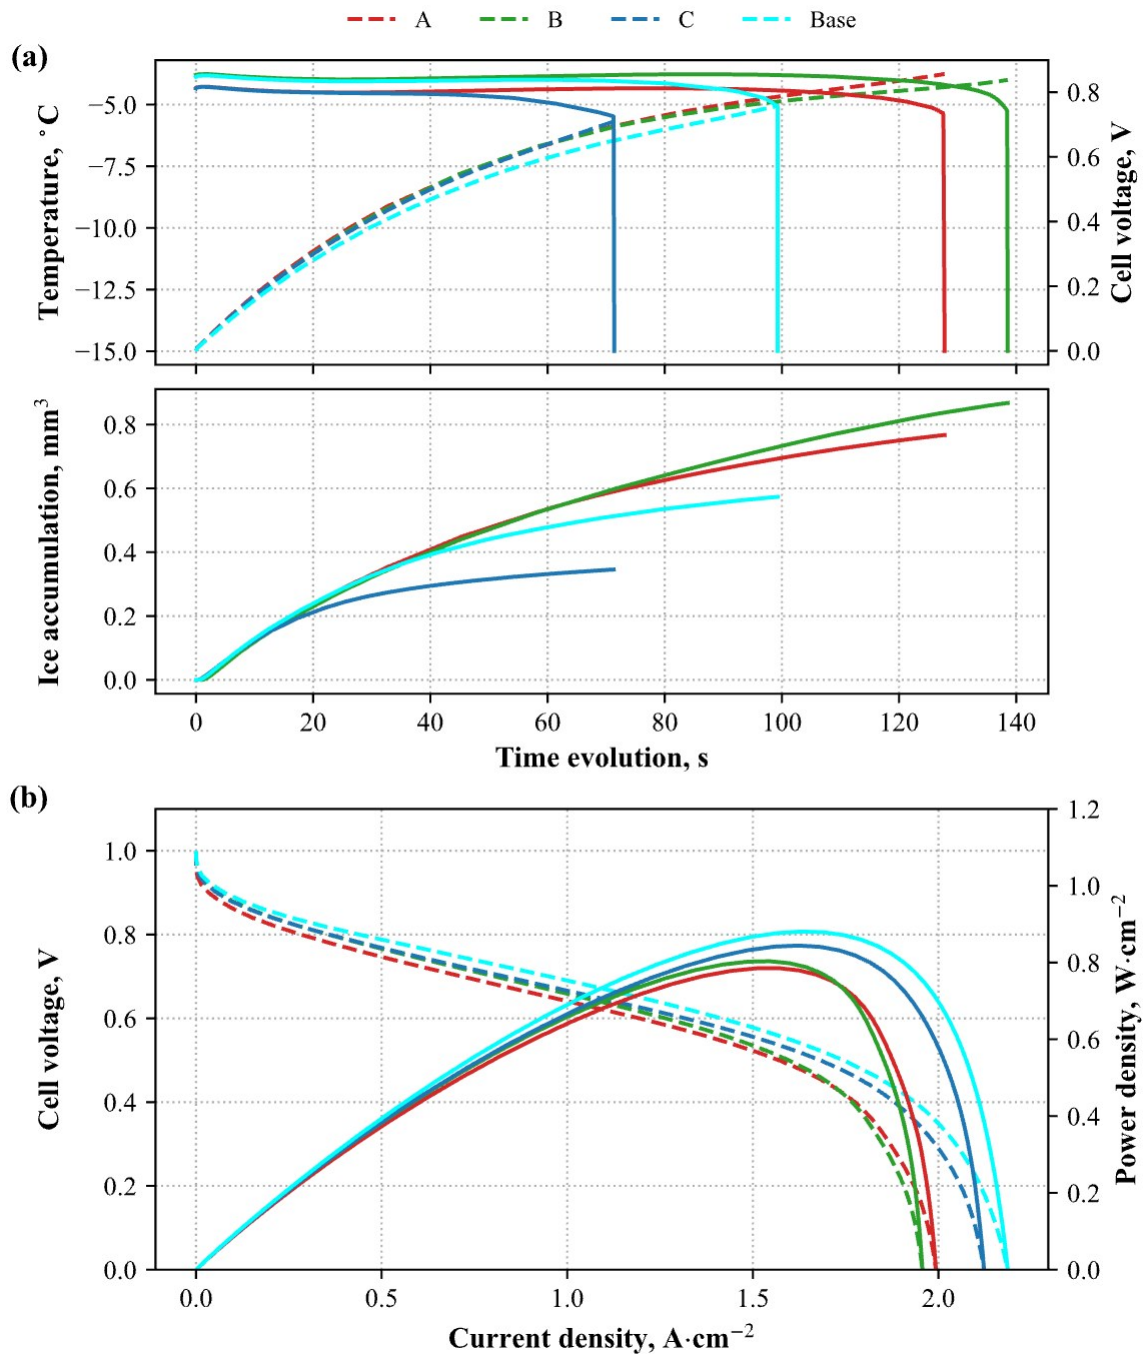 A B C Base
(a)
Temperature, °C
−5.0
−7.5
−10.0
−12.5
−15.0
Cell voltage, V
0.8
0.6
0.4
0.2
0.0
Ice accumulation, mm³
0.8
0.6
0.4
0.2
0.0
0 20 40 60 80 100 120 140
Time evolution, s
(b)
Cell voltage, V
1.0
0.8
0.6
0.4
0.2
0.0
Power density, W·cm⁻²
1.2
1.0
0.8
0.6
0.4
0.2
0.0
0.0 0.5 1.0 1.5 2.0
Current density, A·cm⁻²